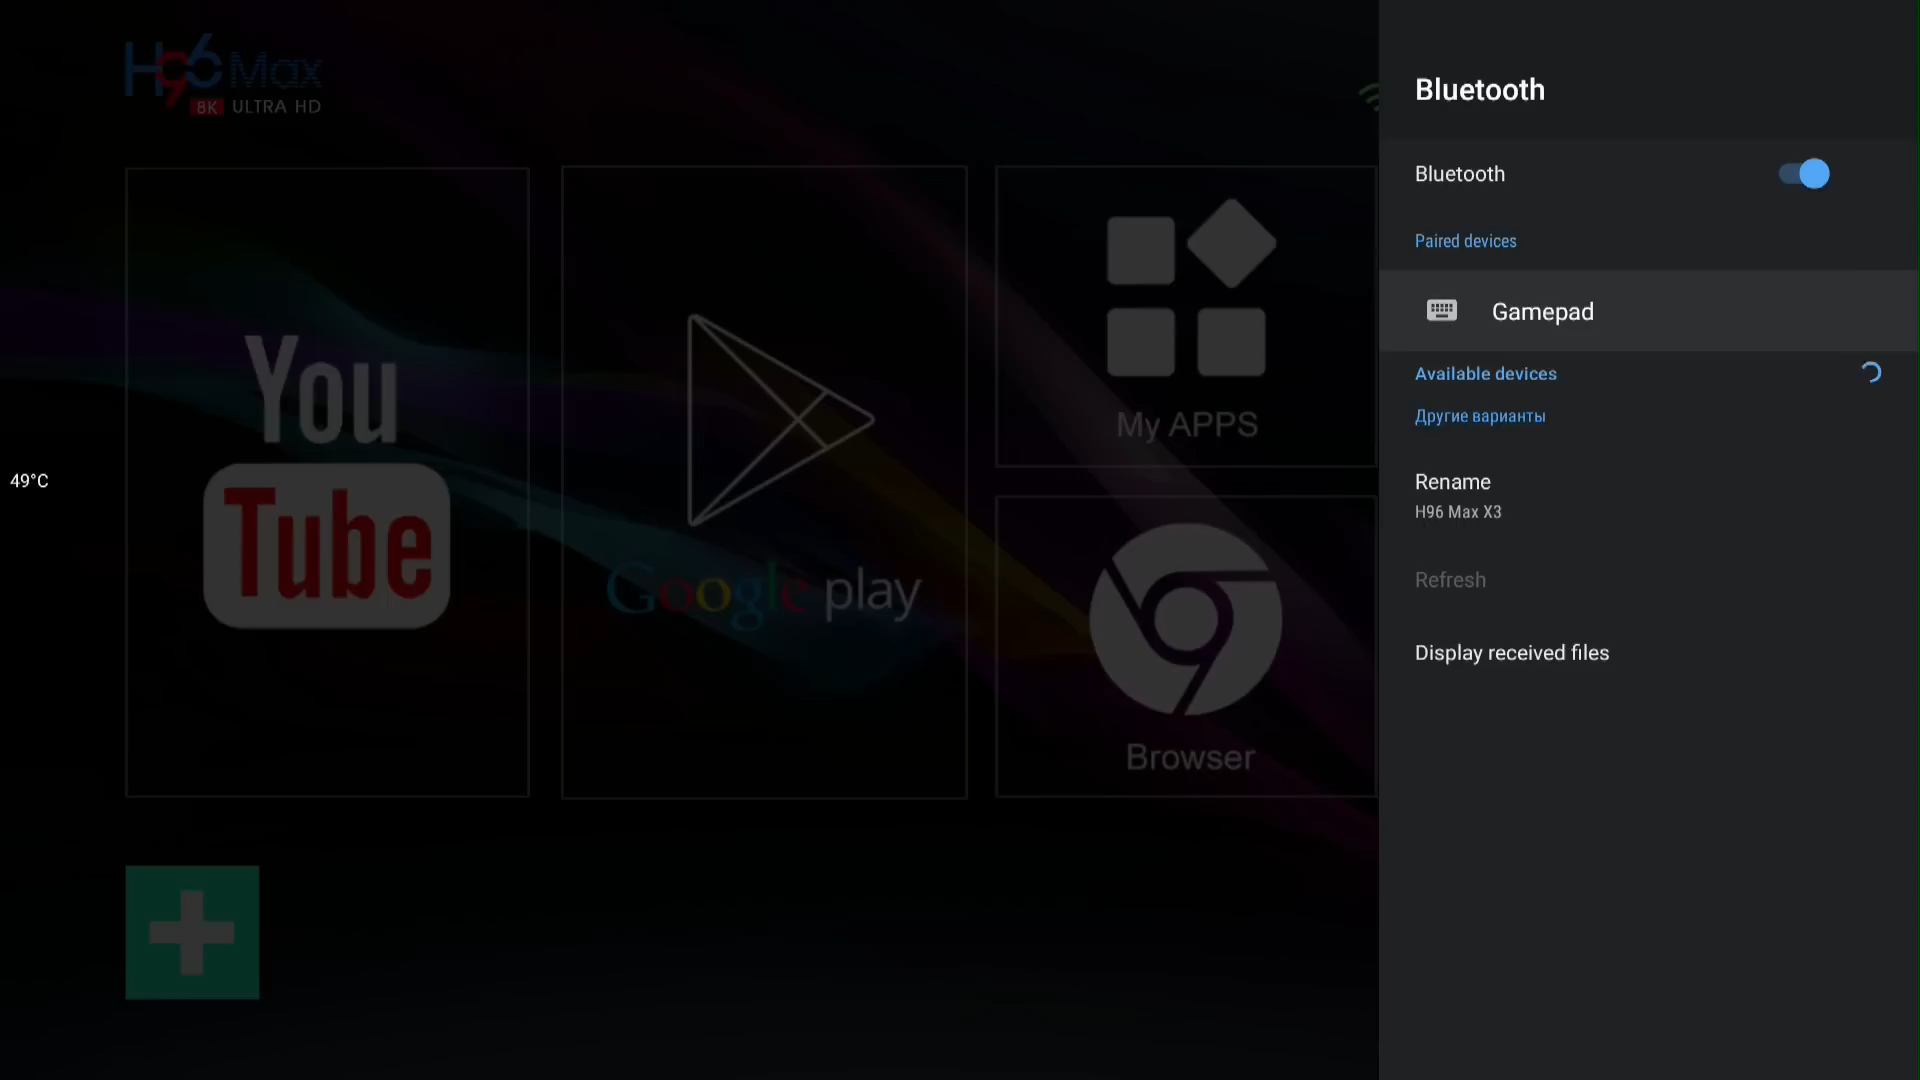 H96 Max
8K ULTRA HD
You
Tube
Google play
My APPS
Browser
49°C
Bluetooth
Bluetooth
Paired devices
Gamepad
Available devices
Другие варианты
Rename
H96 Max X3
Refresh
Display received files